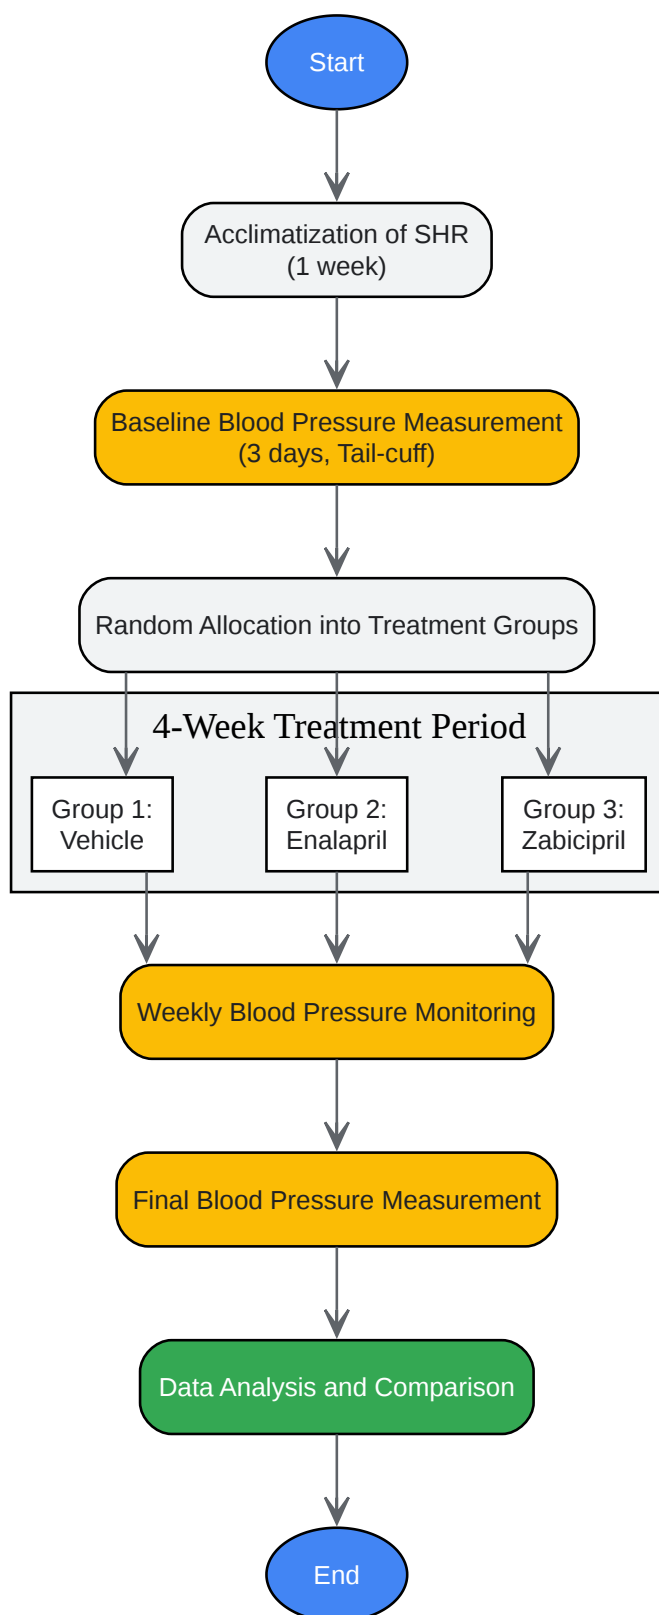 Start
Acclimatization of SHR
(1 week)
Baseline Blood Pressure Measurement
(3 days, Tail-cuff)
Random Allocation into Treatment Groups
4-Week Treatment Period
Group 1:
Vehicle
Group 2:
Enalapril
Group 3:
Zabicipril
Weekly Blood Pressure Monitoring
Final Blood Pressure Measurement
Data Analysis and Comparison
End